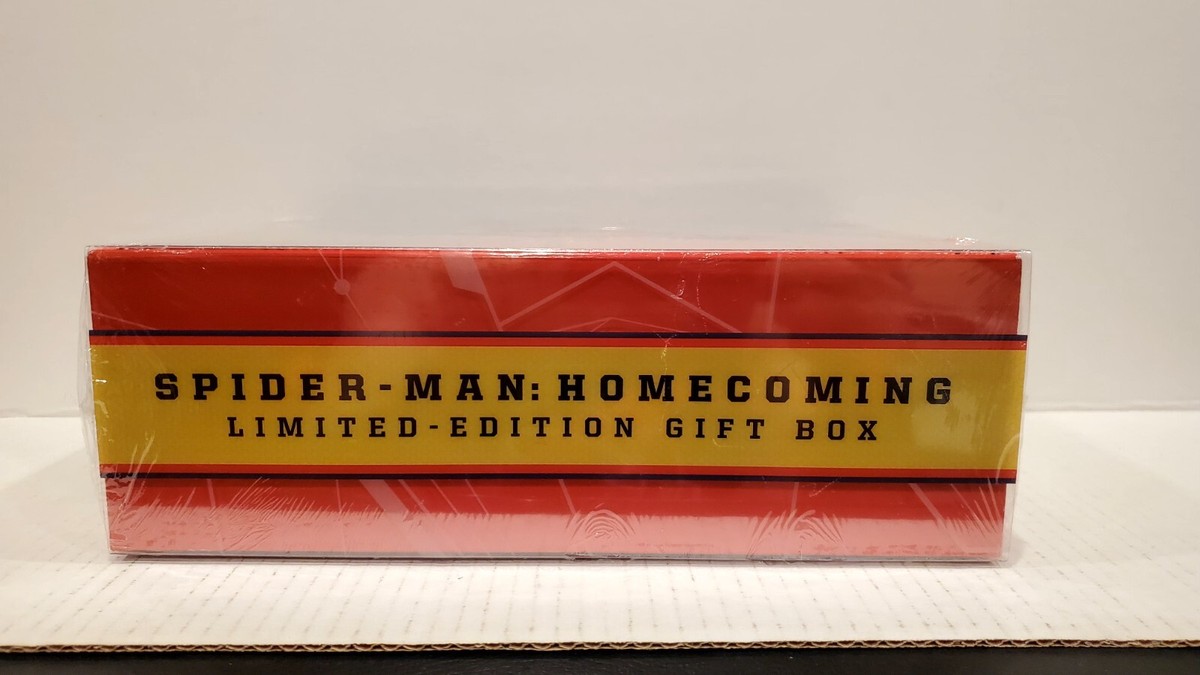 SPIDER-MAN: HOMECOMING
LIMITED-EDITION GIFT BOX